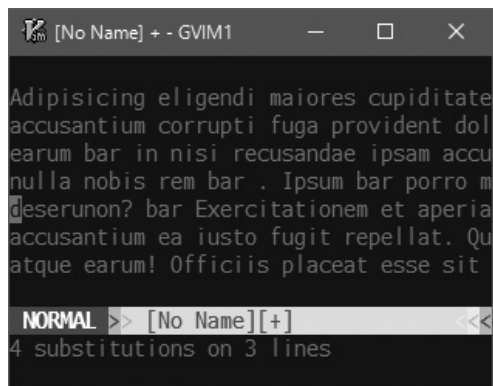 [No Name] + - GVIM1
Adipisicing eligendi maiores cupiditate
accusantium corrupti fuga provident dol
earum bar in nisi recusandae ipsam accu
nulla nobis rem bar . Ipsum bar porro m
deserunon? bar Exercitationem et aperia
accusantium ea iusto fugit repellat. Qu
atque earum! Officiis placeat esse sit
NORMAL >> [No Name][+] <<<
4 substitutions on 3 lines